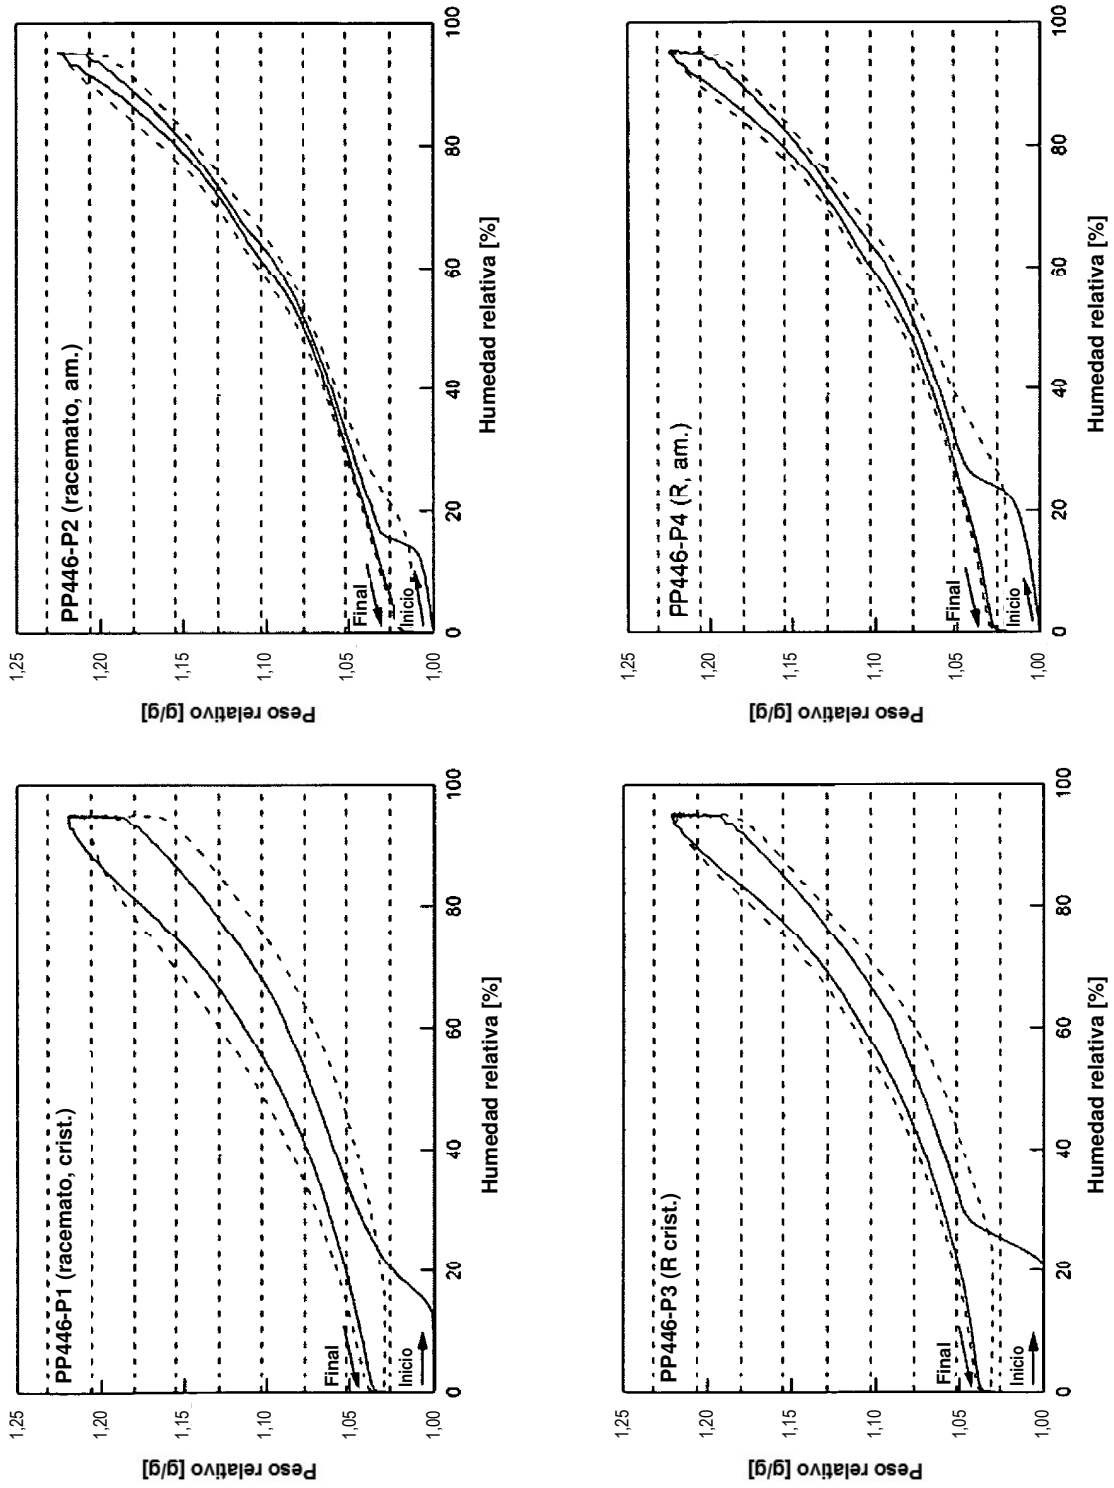 PP446-P1 (racemato, crist.)
Peso relativo [g/g]
1,25
1,20
1,15
1,10
1,05
1,00
Final
Inicio
0
20
40
60
80
100
Humedad relativa [%]
PP446-P2 (racemato, am.)
Peso relativo [g/g]
1,25
1,20
1,15
1,10
1,05
1,00
Final
Inicio
0
20
40
60
80
100
Humedad relativa [%]
PP446-P3 (R crist.)
Peso relativo [g/g]
1,25
1,20
1,15
1,10
1,05
1,00
Final
Inicio
0
20
40
60
80
100
Humedad relativa [%]
PP446-P4 (R, am.)
Peso relativo [g/g]
1,25
1,20
1,15
1,10
1,05
1,00
Final
Inicio
0
20
40
60
80
100
Humedad relativa [%]